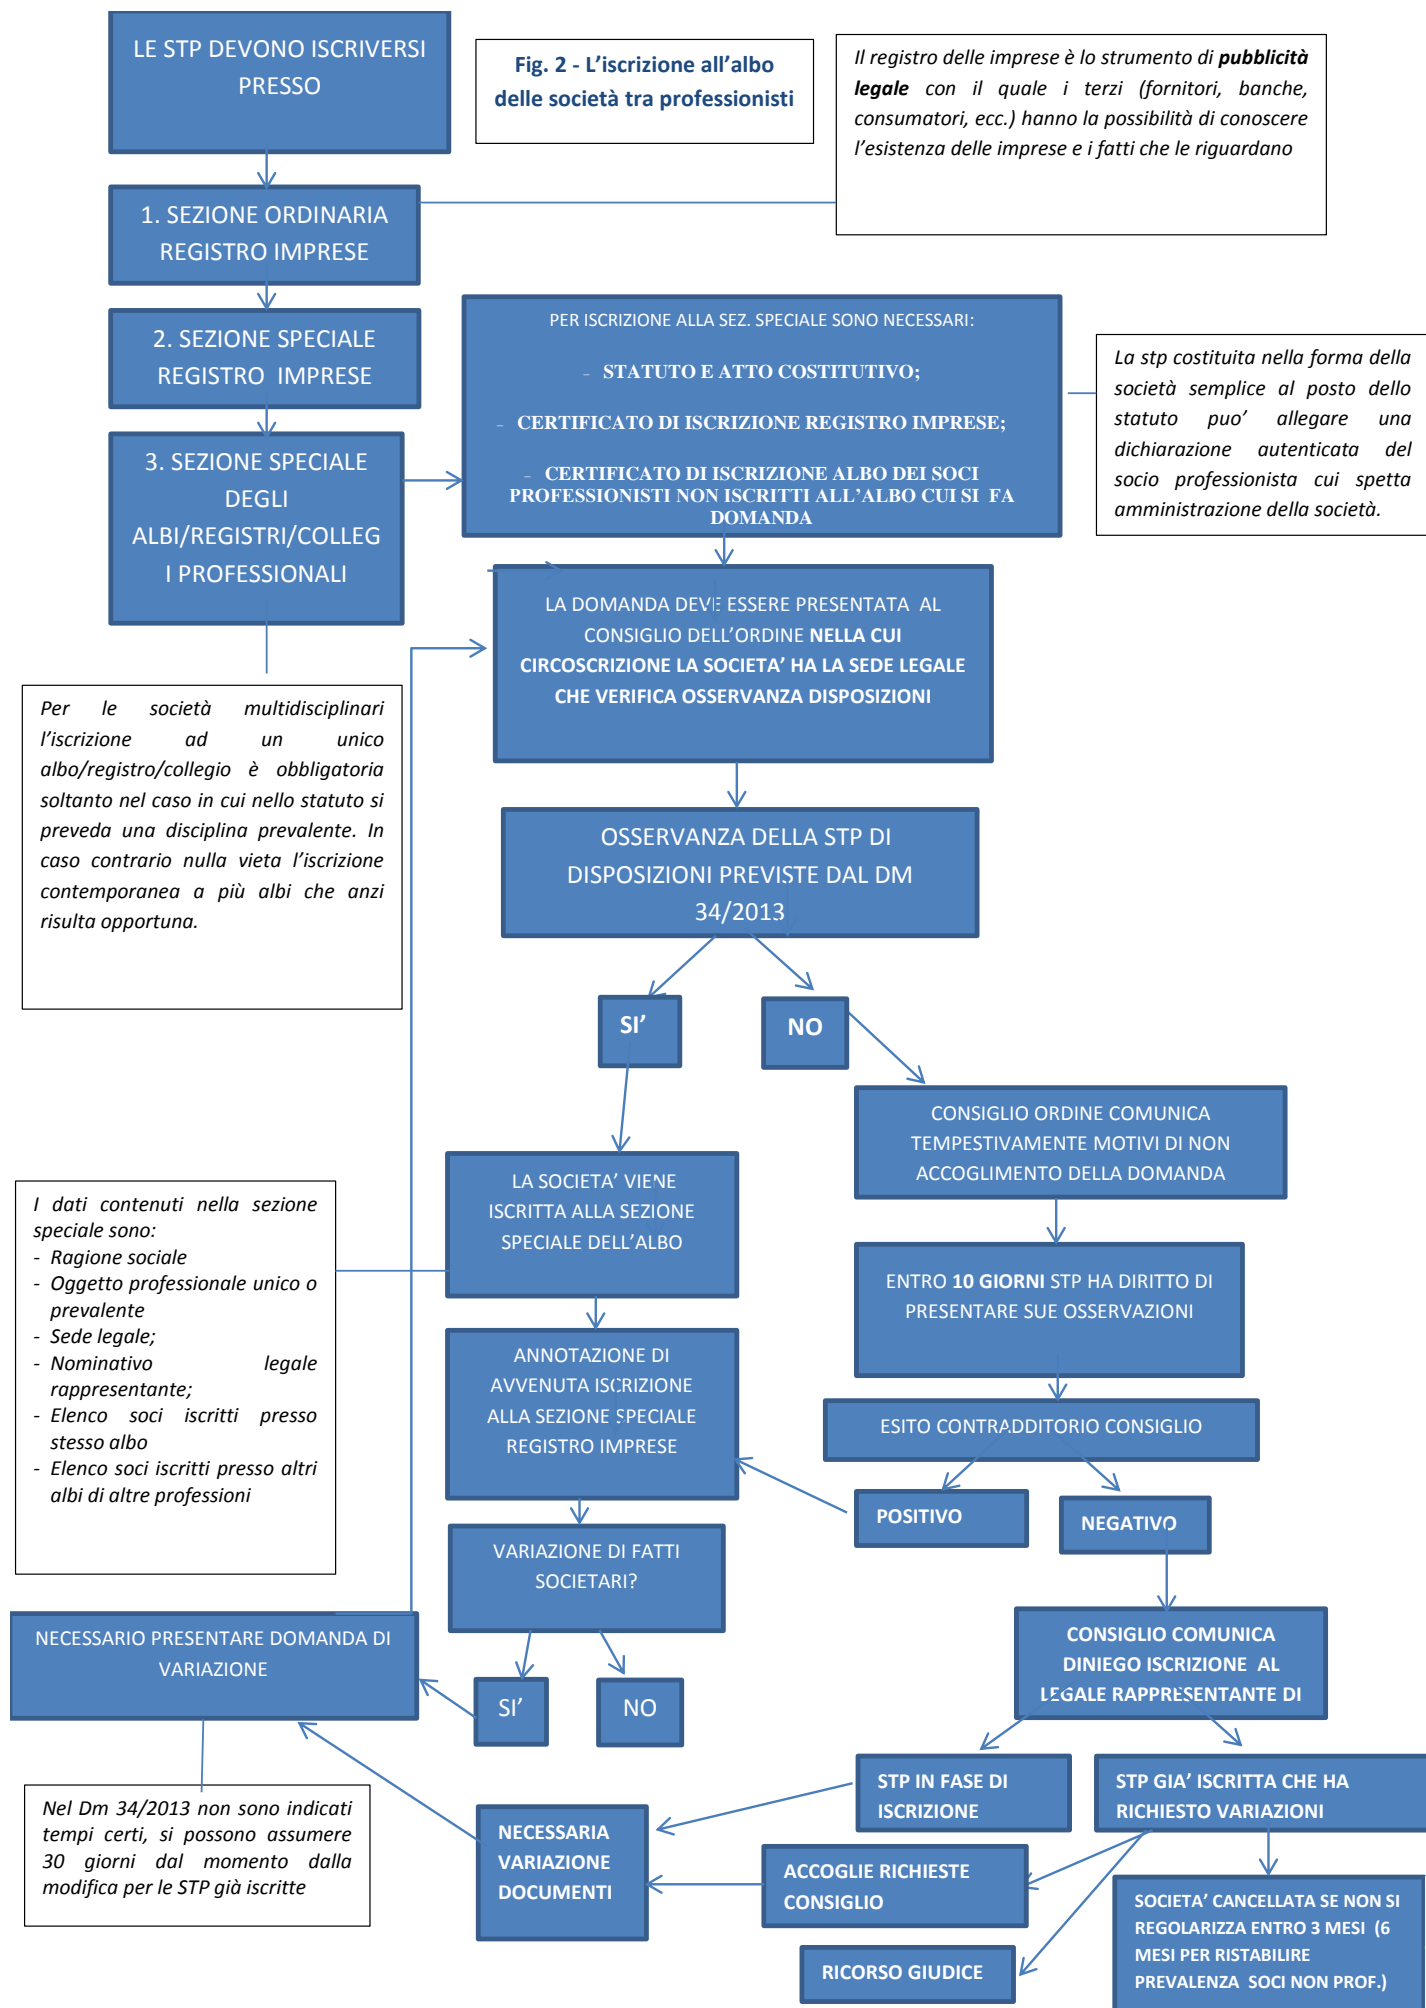 LE STP DEVONO ISCRIVERSI
PRESSO
Fig. 2 - L’iscrizione all’albo
delle società tra professionisti
Il registro delle imprese è lo strumento di pubblicità
legale con il quale i terzi (fornitori, banche,
consumatori, ecc.) hanno la possibilità di conoscere
l’esistenza delle imprese e i fatti che le riguardano
1. SEZIONE ORDINARIA
REGISTRO IMPRESE
2. SEZIONE SPECIALE
REGISTRO IMPRESE
3. SEZIONE SPECIALE
DEGLI
ALBI/REGISTRI/COLLEG
I PROFESSIONALI
PER ISCRIZIONE ALLA SEZ. SPECIALE SONO NECESSARI:
- STATUTO E ATTO COSTITUTIVO;
- CERTIFICATO DI ISCRIZIONE REGISTRO IMPRESE;
- CERTIFICATO DI ISCRIZIONE ALBO DEI SOCI
PROFESSIONISTI NON ISCRITTI ALL’ALBO CUI SI FA
DOMANDA
La stp costituita nella forma della
società semplice al posto dello
statuto puo’ allegare una
dichiarazione autenticata del
socio professionista cui spetta
amministrazione della società.
LA DOMANDA DEVE ESSERE PRESENTATA AL
CONSIGLIO DELL’ORDINE NELLA CUI
CIRCOSCRIZIONE LA SOCIETA’ HA LA SEDE LEGALE
CHE VERIFICA OSSERVANZA DISPOSIZIONI
Per le società multidisciplinari
l’iscrizione ad un unico
albo/registro/collegio è obbligatoria
soltanto nel caso in cui nello statuto si
preveda una disciplina prevalente. In
caso contrario nulla vieta l’iscrizione
contemporanea a più albi che anzi
risulta opportuna.
OSSERVANZA DELLA STP DI
DISPOSIZIONI PREVISTE DAL DM
34/2013
SI’
NO
CONSIGLIO ORDINE COMUNICA
TEMPESTIVAMENTE MOTIVI DI NON
ACCOGLIMENTO DELLA DOMANDA
LA SOCIETA’ VIENE
ISCRITTA ALLA SEZIONE
SPECIALE DELL’ALBO
I dati contenuti nella sezione
speciale sono:
- Ragione sociale
- Oggetto professionale unico o
prevalente
- Sede legale;
- Nominativo legale
rappresentante;
- Elenco soci iscritti presso
stesso albo
- Elenco soci iscritti presso altri
albi di altre professioni
ENTRO 10 GIORNI STP HA DIRITTO DI
PRESENTARE SUE OSSERVAZIONI
ANNOTAZIONE DI
AVVENUTA ISCRIZIONE
ALLA SEZIONE SPECIALE
REGISTRO IMPRESE
ESITO CONTRADDITORIO CONSIGLIO
POSITIVO
NEGATIVO
VARIAZIONE DI FATTI
SOCIETARI?
NECESSARIO PRESENTARE DOMANDA DI
VARIAZIONE
SI’
NO
CONSIGLIO COMUNICA
DINIEGO ISCRIZIONE AL
LEGALE RAPPRESENTANTE DI
STP IN FASE DI
ISCRIZIONE
STP GIA’ ISCRITTA CHE HA
RICHIESTO VARIAZIONI
Nel Dm 34/2013 non sono indicati
tempi certi, si possono assumere
30 giorni dal momento dalla
modifica per le STP già iscritte
NECESSARIA
VARIAZIONE
DOCUMENTI
ACCOGLIE RICHIESTE
CONSIGLIO
RICORSO GIUDICE
SOCIETA’ CANCELLATA SE NON SI
REGOLARIZZA ENTRO 3 MESI (6
MESI PER RISTABILIRE
PREVALENZA SOCI NON PROF.)